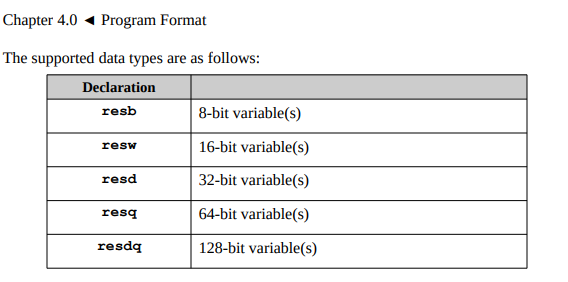 Chapter 4.0 ◄ Program Format
The supported data types are as follows:
Declaration
resb 8-bit variable(s)
resw 16-bit variable(s)
resd 32-bit variable(s)
resq 64-bit variable(s)
resdq 128-bit variable(s)